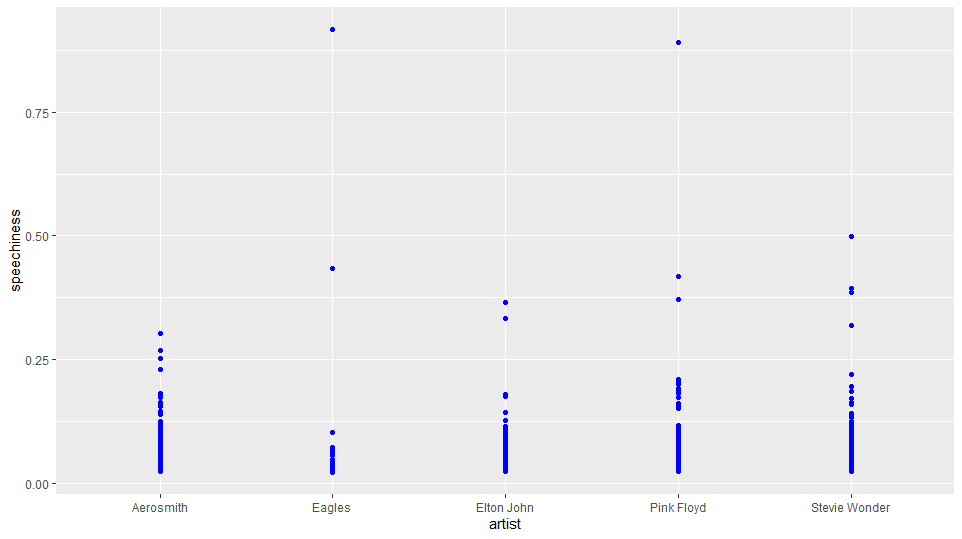 0.75
0.50
0.25
0.00
speechiness
Aerosmith Eagles Elton John Pink Floyd Stevie Wonder
artist